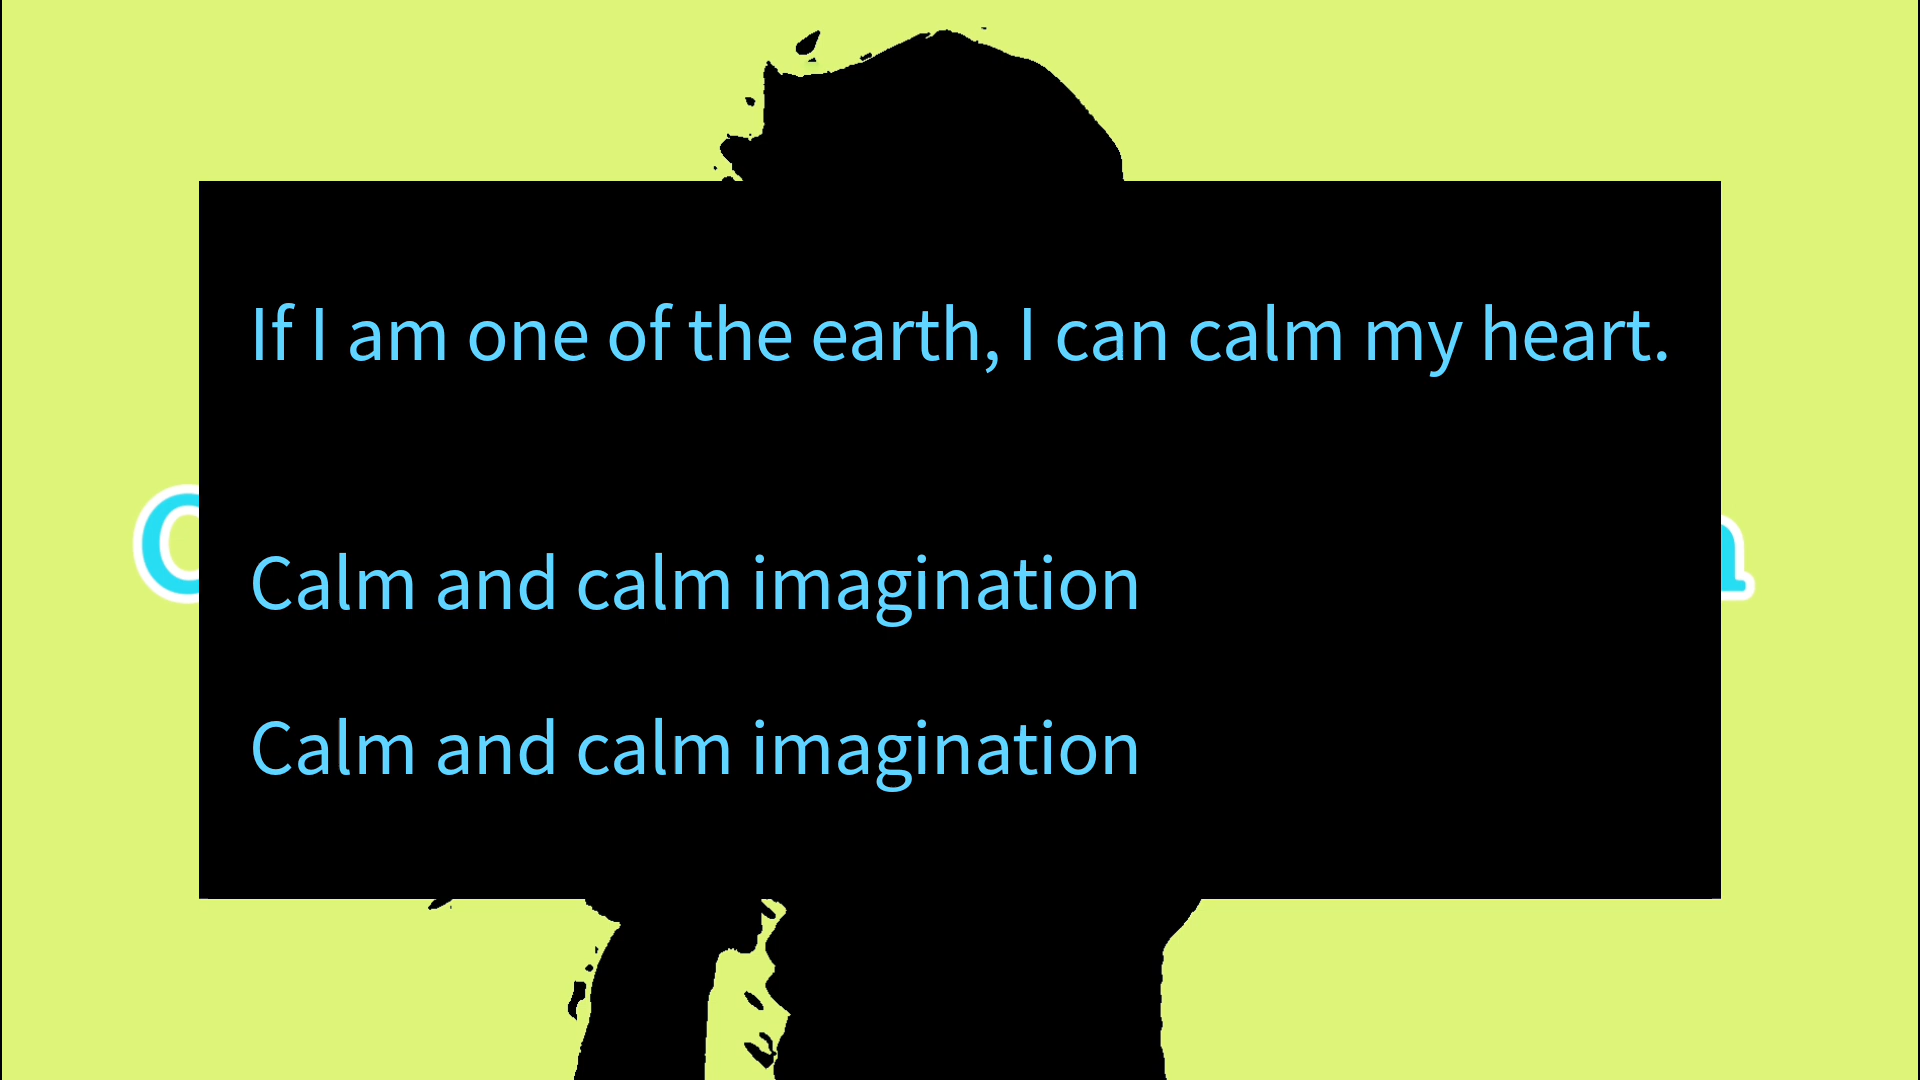 If I am one of the earth, I can calm my heart.
Calm and calm imagination
Calm and calm imagination